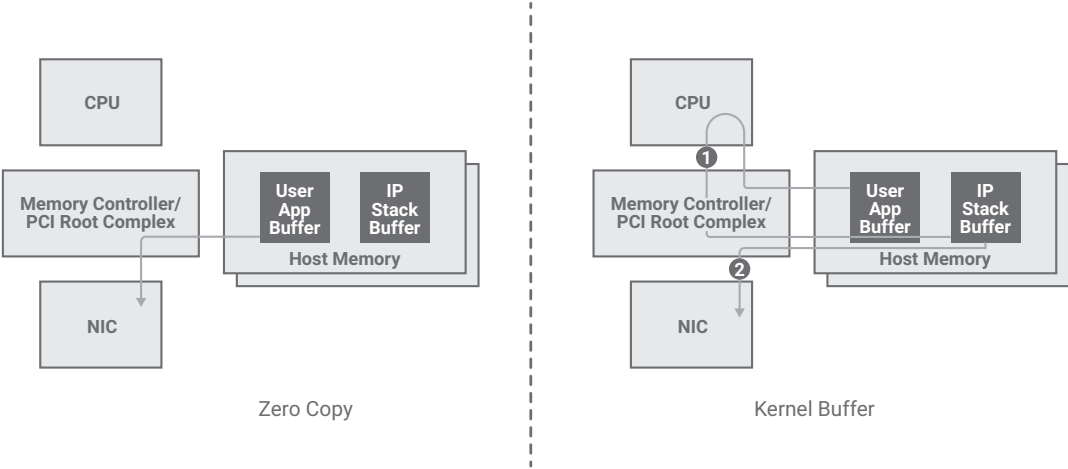 CPU
Memory Controller/
PCI Root Complex
User
App
Buffer
IP
Stack
Buffer
Host Memory
NIC
Zero Copy
CPU
1
Memory Controller/
PCI Root Complex
User
App
Buffer
IP
Stack
Buffer
Host Memory
2
NIC
Kernel Buffer